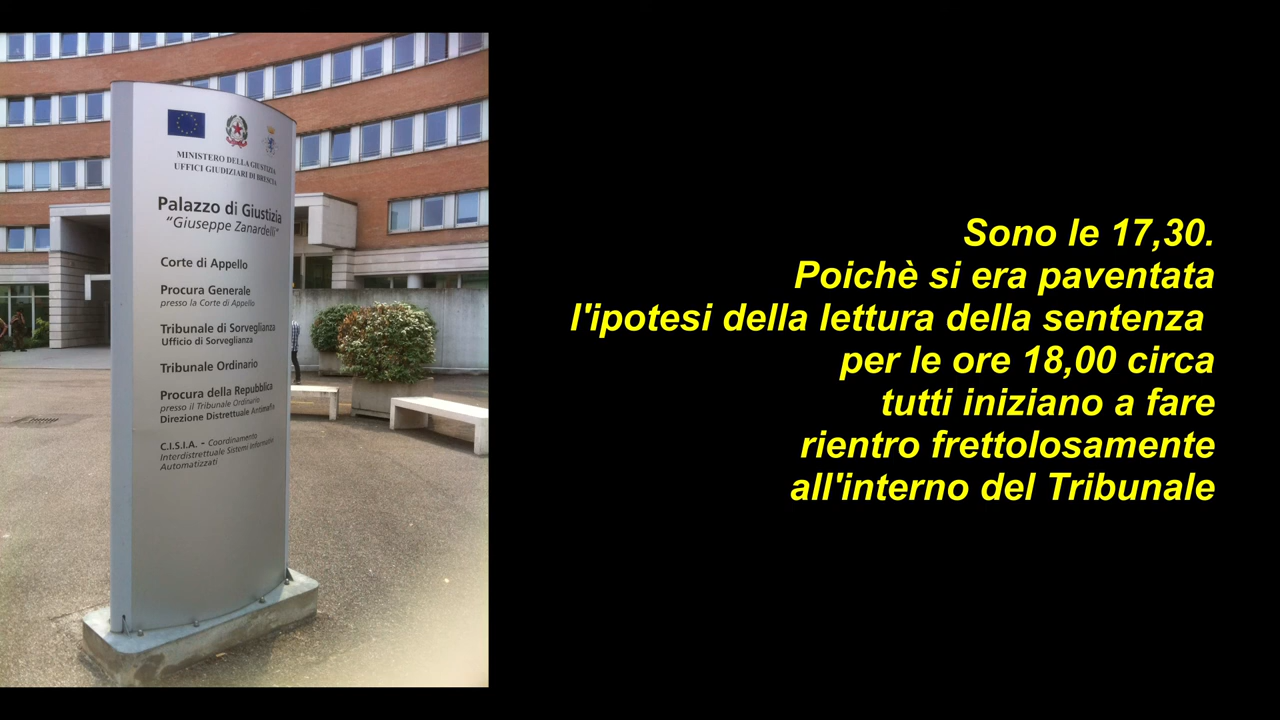 MINISTERO DELLA GIUSTIZIA
UFFICI GIUDIZIARI DI BRESCIA
Palazzo di Giustizia
"Giuseppe Zanardelli"
Corte di Appello
Procura Generale
presso la Corte di Appello
Tribunale di Sorveglianza
Ufficio di Sorveglianza
Tribunale Ordinario
Procura della Repubblica
presso il Tribunale Ordinario
Direzione Distrettuale Antimafia
C.I.S.I.A. - Coordinamento
Interdistrettuale Sistemi Informativi
Automatizzati
Sono le 17,30.
Poichè si era paventata
l'ipotesi della lettura della sentenza
per le ore 18,00 circa
tutti iniziano a fare
rientro frettolosamente
all'interno del Tribunale